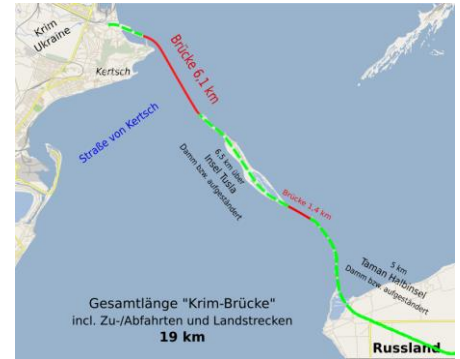 Krim
Ukraine
Kertsch
Brücke 6,1 km
Straße von Kertsch
6,5 km über
Insel Tusla
Damm bzw. aufgeständert
Brücke 1,4 km
5 km
Taman Halbinsel
Damm bzw. aufgeständert
Gesamtlänge "Krim-Brücke"
incl. Zu-/Abfahrten und Landstrecken
19 km
Russland